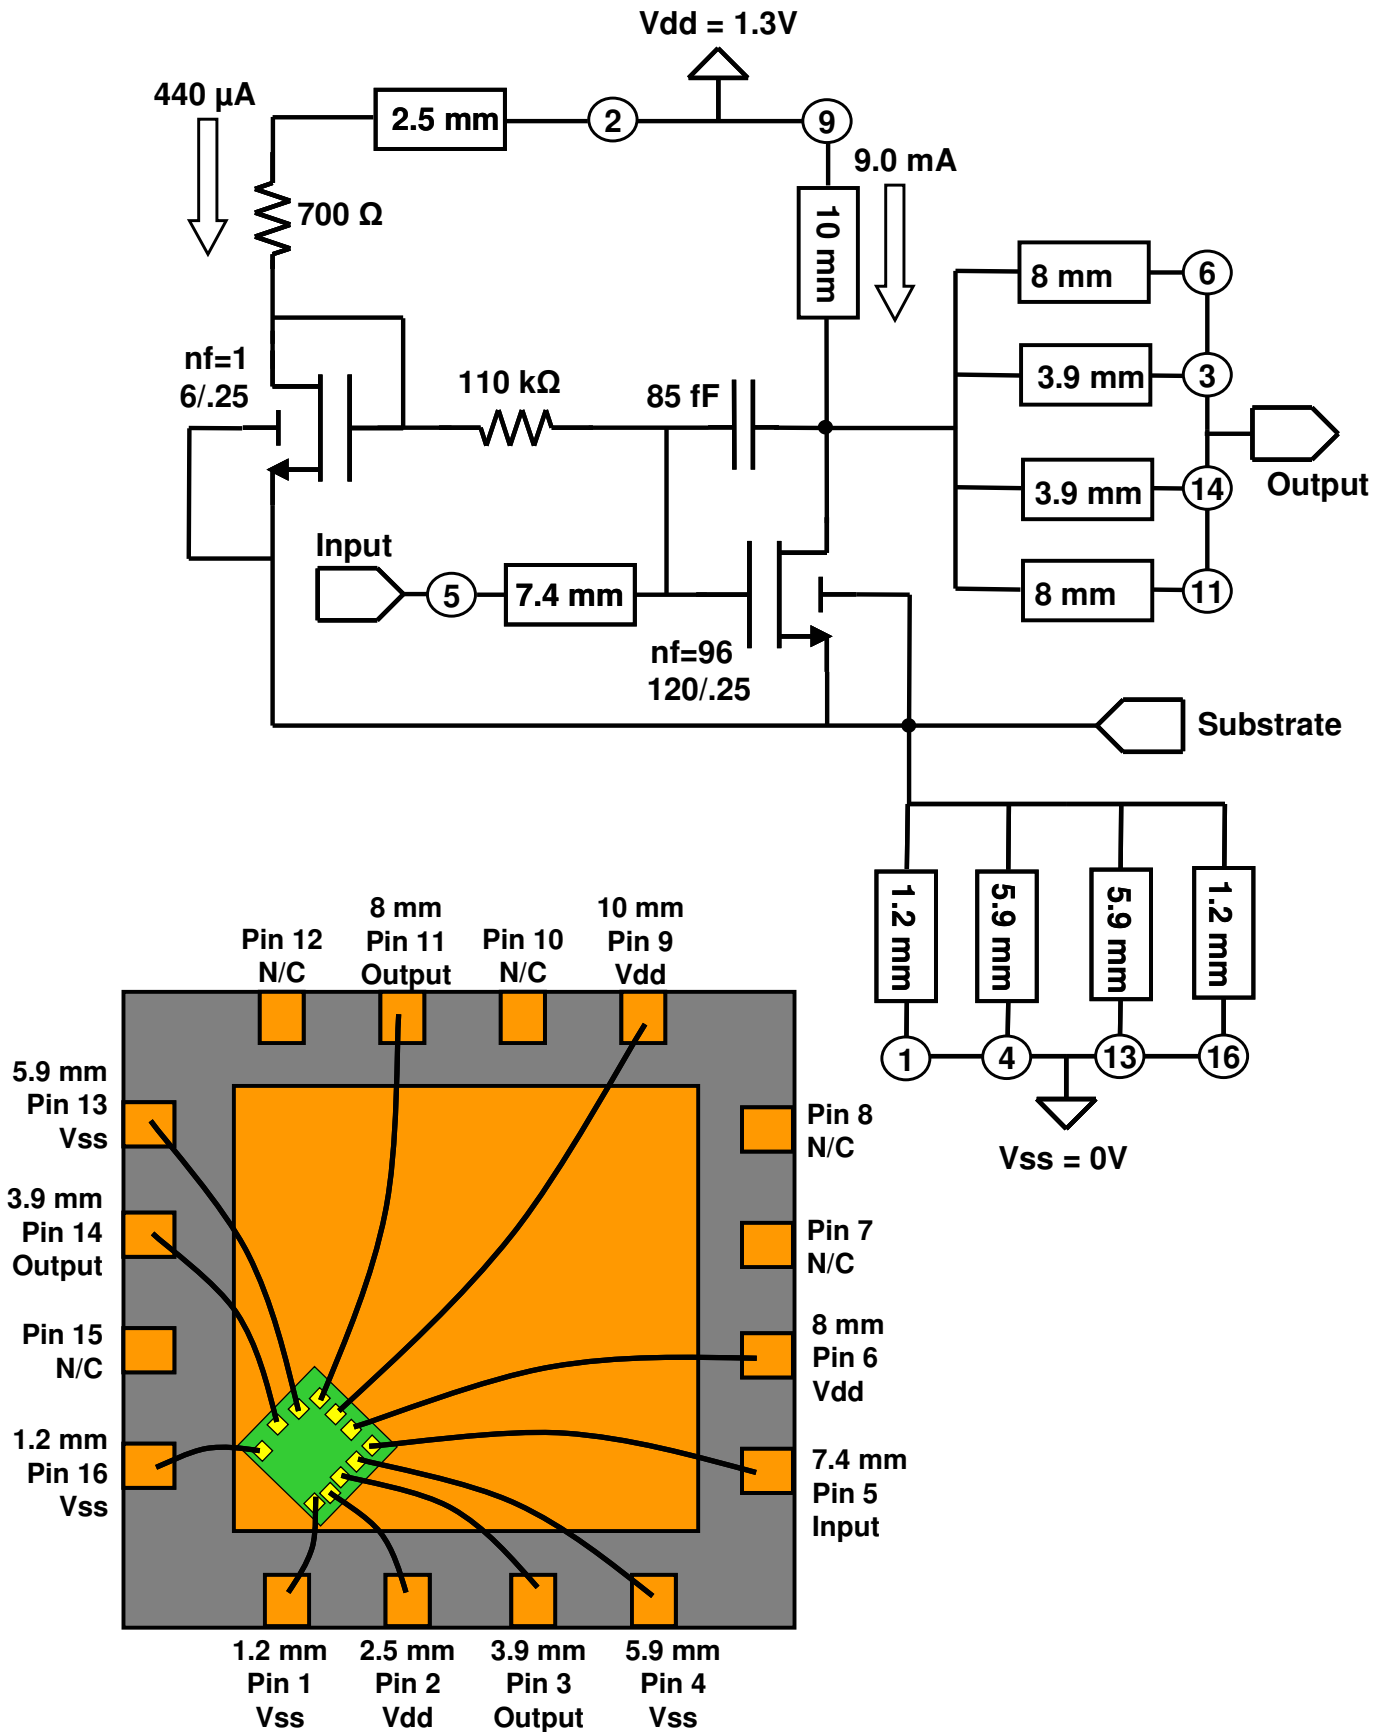 Vdd = 1.3V
440 µA
2.5 mm
2
9
9.0 mA
700 Ω
10 mm
8 mm
6
nf=1
6/.25
110 kΩ
85 fF
3.9 mm
3
3.9 mm
14
Output
Input
5
7.4 mm
8 mm
11
nf=96
120/.25
Substrate
1.2 mm
5.9 mm
5.9 mm
1.2 mm
1
4
13
16
Vss = 0V
Pin 12
N/C
8 mm
Pin 11
Output
Pin 10
N/C
10 mm
Pin 9
Vdd
5.9 mm
Pin 13
Vss
Pin 8
N/C
3.9 mm
Pin 14
Output
Pin 7
N/C
Pin 15
N/C
8 mm
Pin 6
Vdd
1.2 mm
Pin 16
Vss
7.4 mm
Pin 5
Input
1.2 mm
Pin 1
Vss
2.5 mm
Pin 2
Vdd
3.9 mm
Pin 3
Output
5.9 mm
Pin 4
Vss